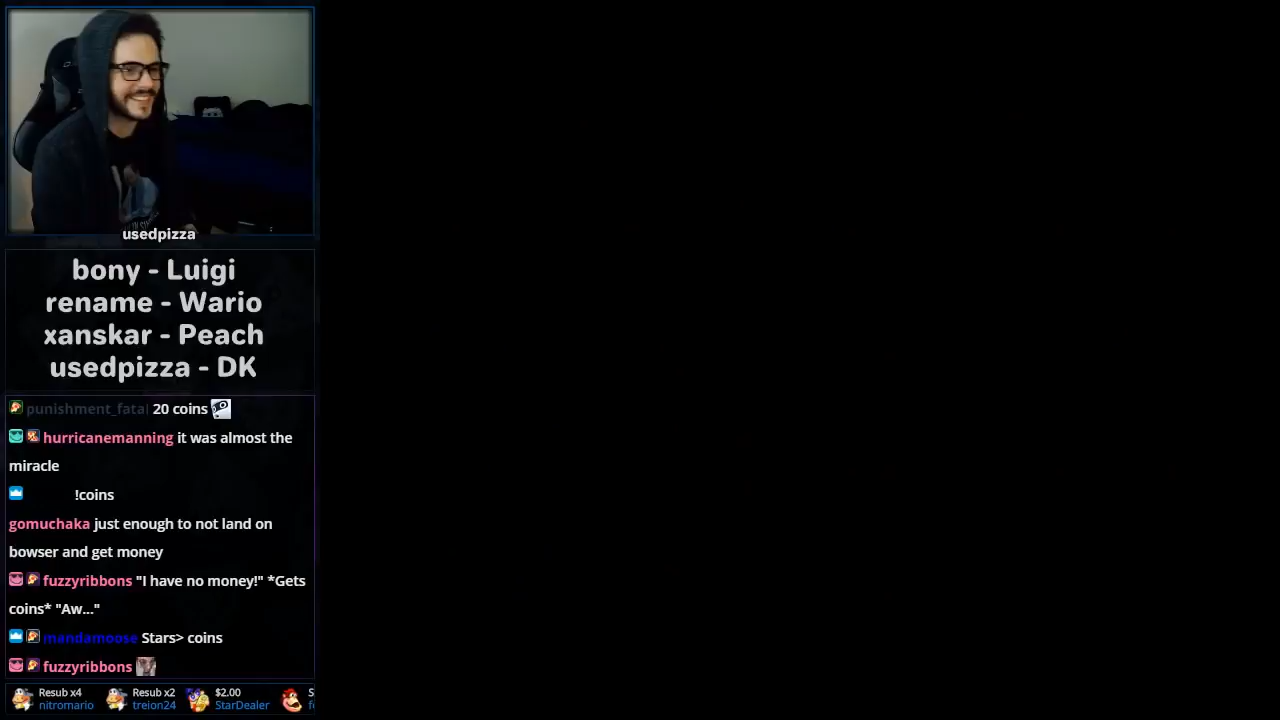 usedpizza
bony - Luigi
rename - Wario
xanskar - Peach
usedpizza - DK
punishment_fatal 20 coins
hurricanemanning it was almost the
miracle
!coins
gomuchaka just enough to not land on
bowser and get money
fuzzyribbons "I have no money!" *Gets
coins* "Aw..."
mandamoose Stars> coins
fuzzyribbons
Resub x4
nitromario
Resub x2
treion24
$2.00
StarDealer